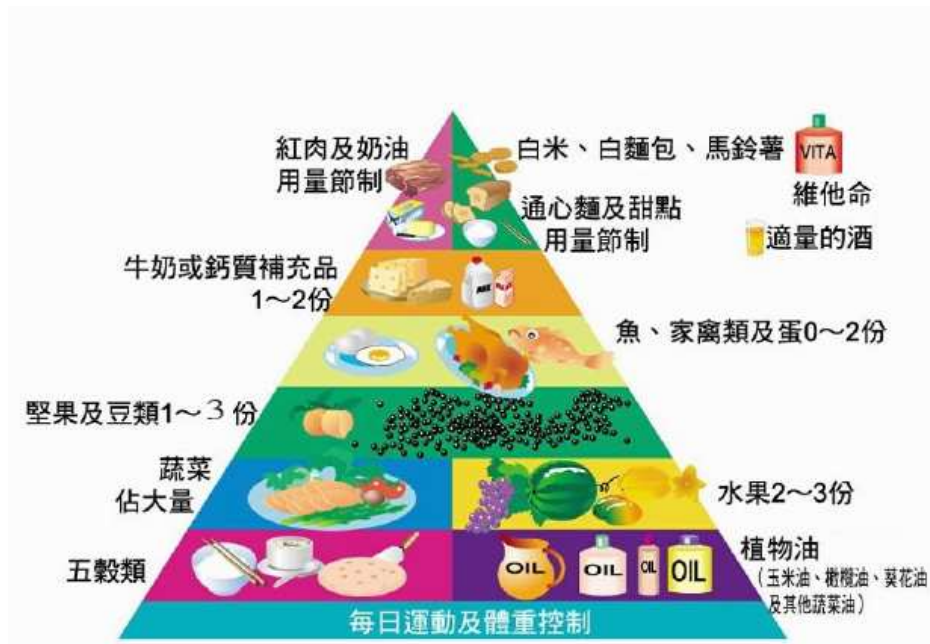 紅肉及奶油
用量節制
白米、白麵包、馬鈴薯
VITA
維他命
通心麵及甜點
用量節制
適量的酒
牛奶或鈣質補充品
1～2份
魚、家禽類及蛋0～2份
堅果及豆類1～3份
蔬菜
佔大量
水果2～3份
五穀類
OIL
OIL
OIL
OIL
植物油
（玉米油、橄欖油、葵花油
及其他蔬菜油）
每日運動及體重控制